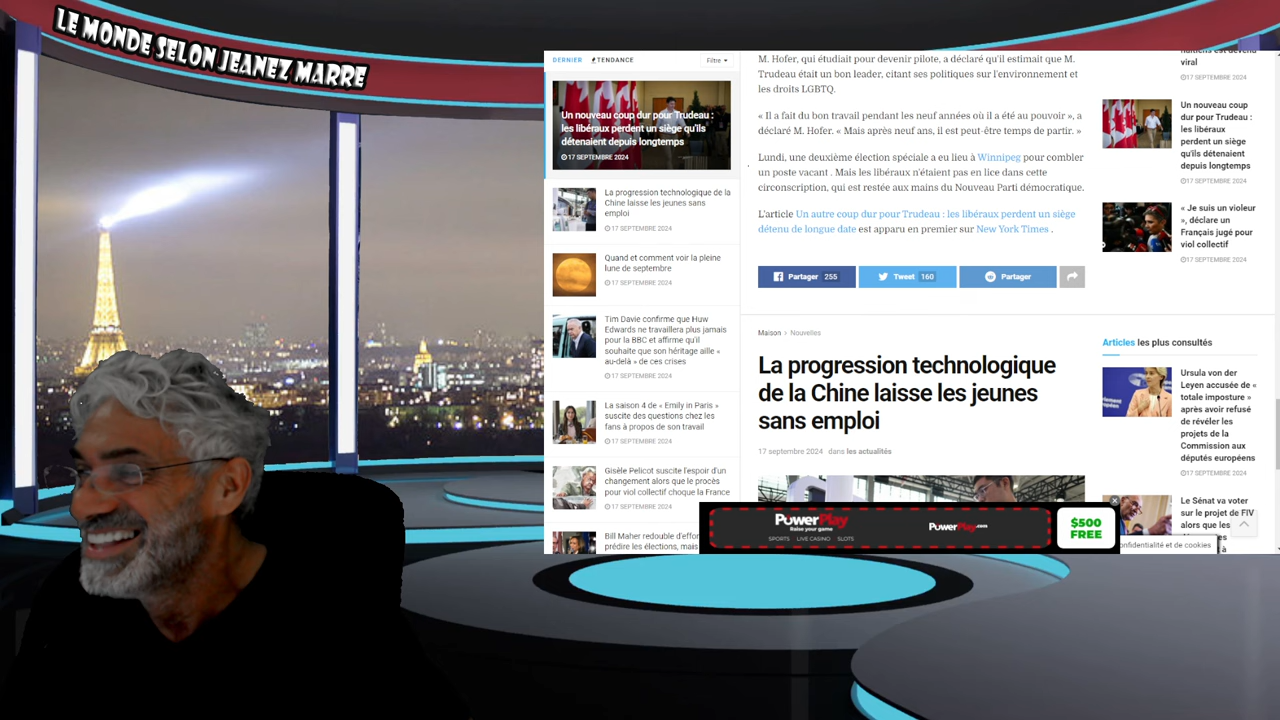 LE MONDE SELON JEANEZ MARRE
DERNIER
TENDANCE
Filtre
Un nouveau coup dur pour Trudeau :
les libéraux perdent un siège qu'ils
détenaient depuis longtemps
17 SEPTEMBRE 2024
La progression technologique de la
Chine laisse les jeunes sans
emploi
17 SEPTEMBRE 2024
Quand et comment voir la pleine
lune de septembre
17 SEPTEMBRE 2024
Tim Davie confirme que Huw
Edwards ne travaillera plus jamais
pour la BBC et affirme qu'il
souhaite que son héritage aille «
au-delà » de ces crises
17 SEPTEMBRE 2024
La saison 4 de « Emily in Paris »
suscite des questions chez les
fans à propos de son travail
17 SEPTEMBRE 2024
Gisèle Pelicot suscite l'espoir d'un
changement alors que le procès
pour viol collectif choque la France
17 SEPTEMBRE 2024
Bill Maher redouble d'effor
prédire les élections, mais
M. Hofer, qui étudiait pour devenir pilote, a déclaré qu'il estimait que M.
Trudeau était un bon leader, citant ses politiques sur l'environnement et
les droits LGBTQ.
« Il a fait du bon travail pendant les neuf années où il a été au pouvoir », a
déclaré M. Hofer. « Mais après neuf ans, il est peut-être temps de partir. »
Lundi, une deuxième élection spéciale a eu lieu à Winnipeg pour combler
un poste vacant . Mais les libéraux n'étaient pas en lice dans cette
circonscription, qui est restée aux mains du Nouveau Parti démocratique.
L'article Un autre coup dur pour Trudeau : les libéraux perdent un siège
détenu de longue date est apparu en premier sur New York Times .
Partager 255
Tweet 160
Partager
Maison > Nouvelles
La progression technologique
de la Chine laisse les jeunes
sans emploi
17 septembre 2024 dans les actualités
PowerPlay
Raise your game
SPORTS LIVE CASINO SLOTS
PowerPlay.com
$500
FREE
viral
17 SEPTEMBRE 2024
Un nouveau coup
dur pour Trudeau :
les libéraux
perdent un siège
qu'ils détenaient
depuis longtemps
17 SEPTEMBRE 2024
« Je suis un violeur
», déclare un
Français jugé pour
viol collectif
17 SEPTEMBRE 2024
Articles les plus consultés
Ursula von der
Leyen accusée de «
totale imposture »
après avoir refusé
de révéler les
projets de la
Commission aux
députés européens
17 SEPTEMBRE 2024
Le Sénat va voter
sur le projet de FIV
alors que les
onfidentialité et de cookies